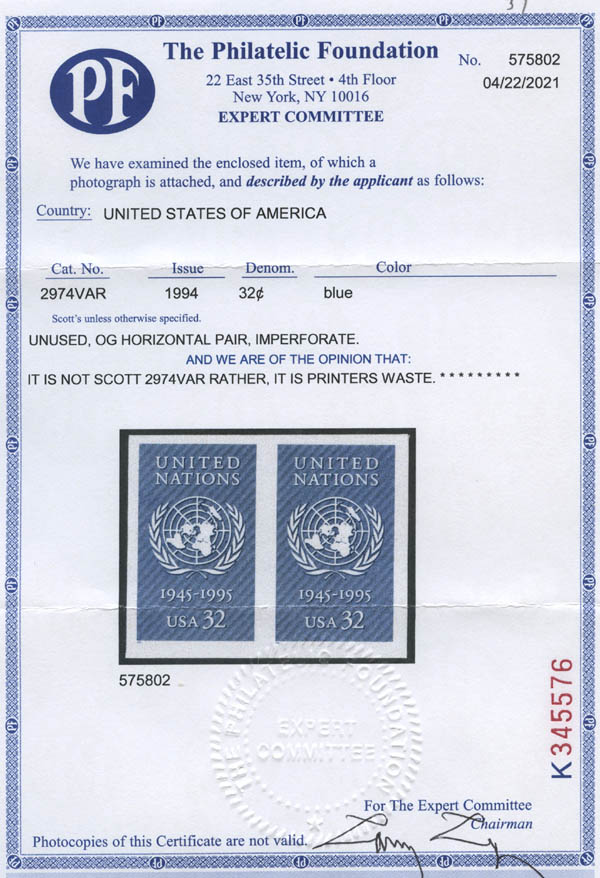 The Philatelic Foundation
No. 575802
PF
22 East 35th Street • 4th Floor
04/22/2021
New York, NY 10016
EXPERT COMMITTEE
We have examined the enclosed item, of which a
photograph is attached, and described by the applicant as follows:
Country: UNITED STATES OF AMERICA
Cat. No. Issue Denom. Color
2974VAR 1994 32¢ blue
Scott's unless otherwise specified.
UNUSED, OG HORIZONTAL PAIR, IMPERFORATE.
AND WE ARE OF THE OPINION THAT:
IT IS NOT SCOTT 2974VAR RATHER, IT IS PRINTERS WASTE. * * * * * * * * *
UNITED
NATIONS
1945-1995
USA 32
UNITED
NATIONS
1945-1995
USA 32
575802
THE PHILATELIC FOUNDATION
EXPERT
COMMITTEE
K345576
For The Expert Committee
Chairman
Photocopies of this Certificate are not valid.